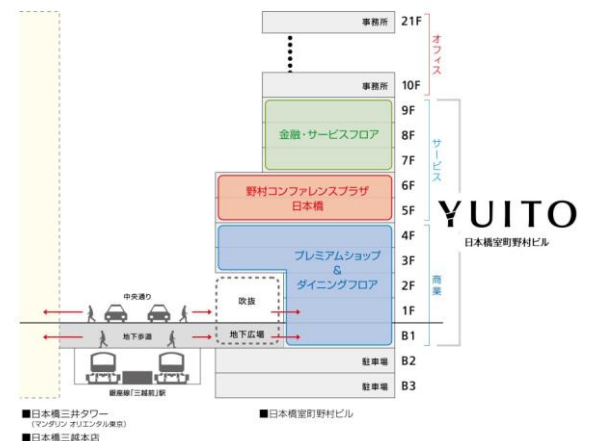 事務所 21F
オフィス
事務所 10F
9F
金融・サービスフロア 8F
7F
サービス
野村コンファレンスプラザ
日本橋
6F
5F
YUITO
日本橋室町野村ビル
4F
プレミアムショップ
&
ダイニングフロア
3F
2F
商業
1F
中央通り
吹抜
地下歩道
地下広場
B1
駐車場 B2
銀座線「三越前」駅
駐車場 B3
■日本橋三井タワー
(マンダリン オリエンタル東京)
■日本橋三越本店
■日本橋室町野村ビル